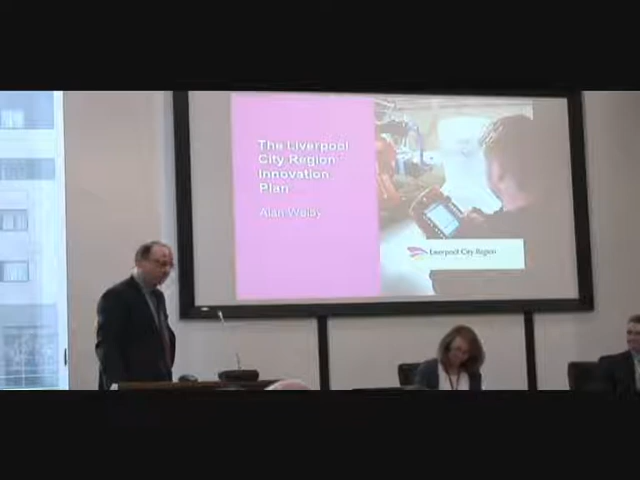 The Liverpool
City Region
Innovation
Plan
Alan Welby
Liverpool City Region